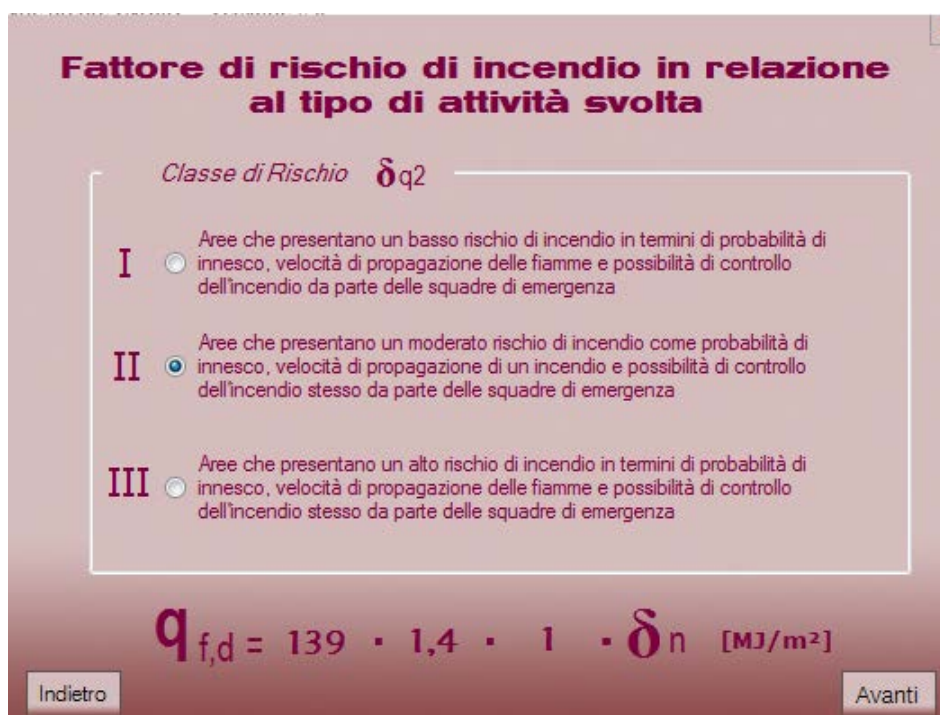 Fattore di rischio di incendio in relazione
al tipo di attività svolta
Classe di Rischio δq2
I
Aree che presentano un basso rischio di incendio in termini di probabilità di
innesco, velocità di propagazione delle fiamme e possibilità di controllo
dell'incendio da parte delle squadre di emergenza
II
Aree che presentano un moderato rischio di incendio come probabilità di
innesco, velocità di propagazione di un incendio e possibilità di controllo
dell'incendio stesso da parte delle squadre di emergenza
III
Aree che presentano un alto rischio di incendio in termini di probabilità di
innesco, velocità di propagazione delle fiamme e possibilità di controllo
dell'incendio stesso da parte delle squadre di emergenza
q f,d = 139 · 1,4 · 1 · δ n [MJ/m²]
Indietro
Avanti